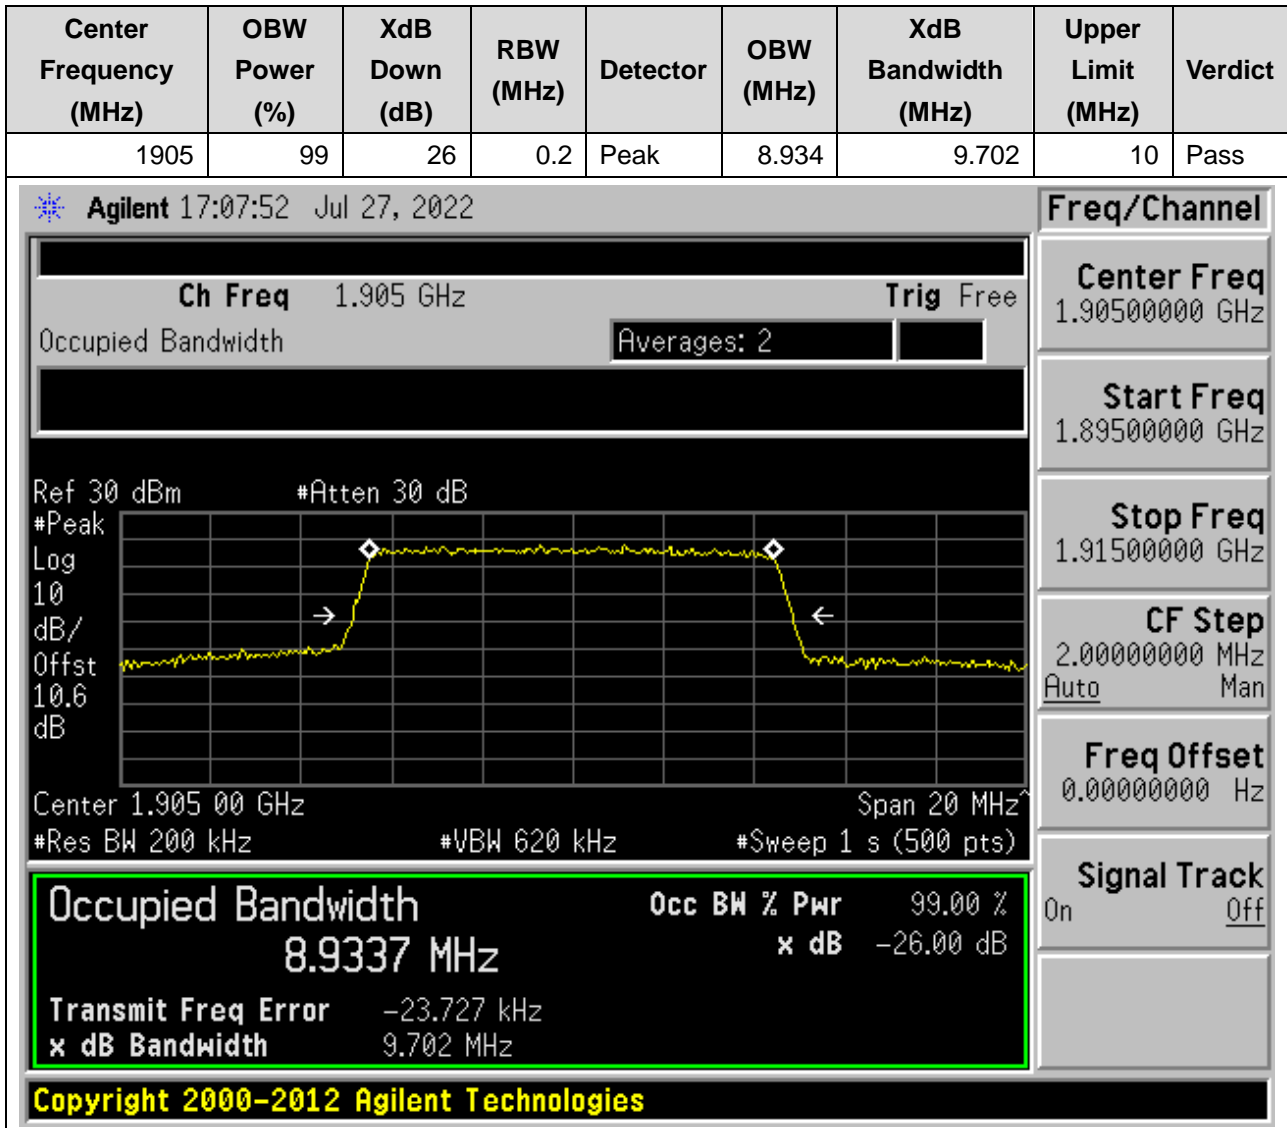 Center Frequency (MHz) OBW Power (%) XdB Down (dB) RBW (MHz) Detector OBW (MHz) XdB Bandwidth (MHz) Upper Limit (MHz) Verdict
1905 99 26 0.2 Peak 8.934 9.702 10 Pass
Agilent 17:07:52 Jul 27, 2022
Freq/Channel
Ch Freq 1.905 GHz Trig Free
Occupied Bandwidth Averages: 2
Center Freq
1.90500000 GHz
Start Freq
1.89500000 GHz
Stop Freq
1.91500000 GHz
CF Step
2.00000000 MHz
Auto Man
Freq Offset
0.00000000 Hz
Signal Track
On Off
Ref 30 dBm #Atten 30 dB
#Peak
Log
10
dB/
Offst
10.6
dB
Center 1.905 00 GHz Span 20 MHz^
#Res BW 200 kHz #VBW 620 kHz #Sweep 1 s (500 pts)
Occupied Bandwidth Occ BW % Pwr 99.00 %
8.9337 MHz x dB -26.00 dB
Transmit Freq Error -23.727 kHz
x dB Bandwidth 9.702 MHz
Copyright 2000-2012 Agilent Technologies